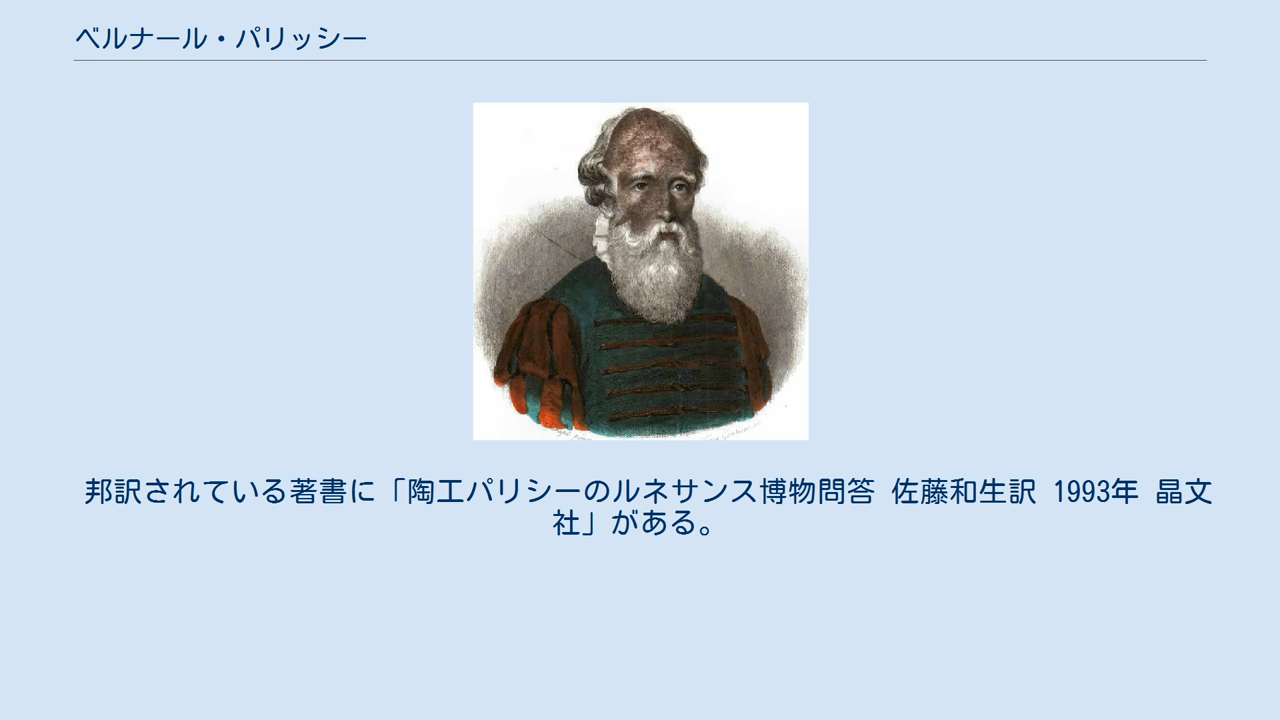 ベルナール・パリッシー
邦訳されている著書に「陶工パリシーのルネサンス博物問答 佐藤和生訳 1993年 晶文
社」がある。